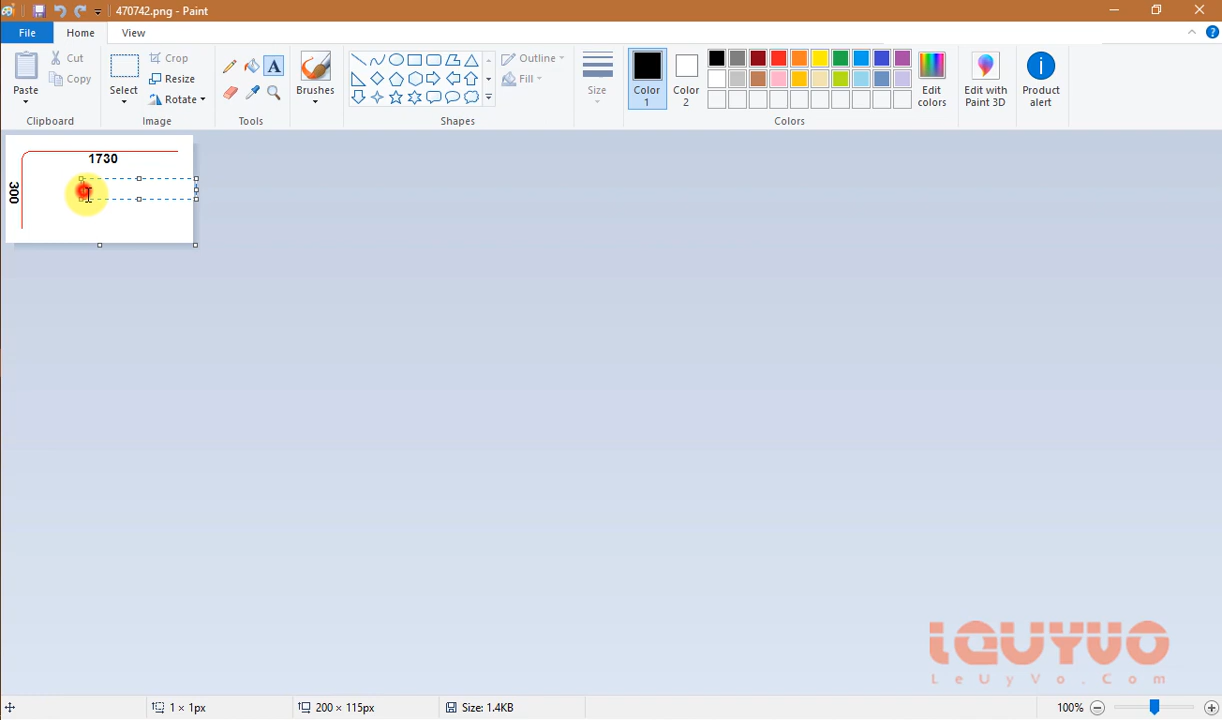 470742.png - Paint
File
Home
View
Paste
Cut
Copy
Clipboard
Select
Crop
Resize
Rotate
Image
A
Tools
Brushes
Shapes
Outline
Fill
Size
Color
1
Color
2
Edit
colors
Colors
Edit with
Paint 3D
Product
alert
1730
300
LEUYVO
LeUyVo.Com
1 × 1px
200 × 115px
Size: 1.4KB
100%